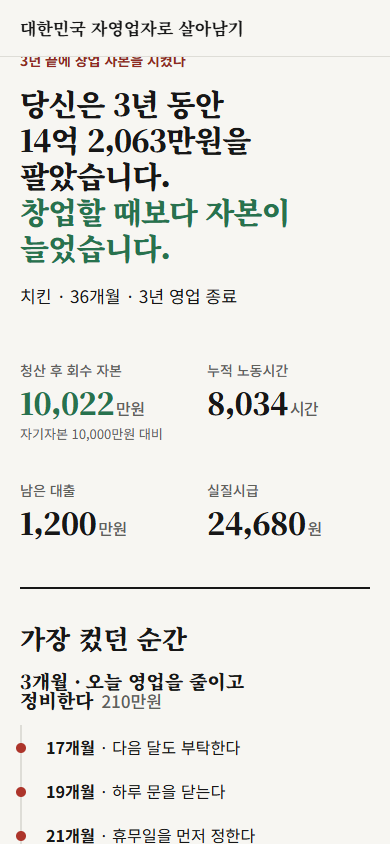 대한민국 자영업자로 살아남기
3년 끝에 창업 자본을 지켰다
당신은 3년 동안
14억 2,063만원을
팔았습니다.
창업할 때보다 자본이
늘었습니다.
치킨 · 36개월 · 3년 영업 종료
청산 후 회수 자본
누적 노동시간
10,022만원
8,034시간
자기자본 10,000만원 대비
남은 대출
실질시급
1,200만원
24,680원
가장 컸던 순간
3개월 · 오늘 영업을 줄이고
정비한다 210만원
17개월 · 다음 달도 부탁한다
19개월 · 하루 문을 닫는다
21개월 · 휴무일을 먼저 정한다